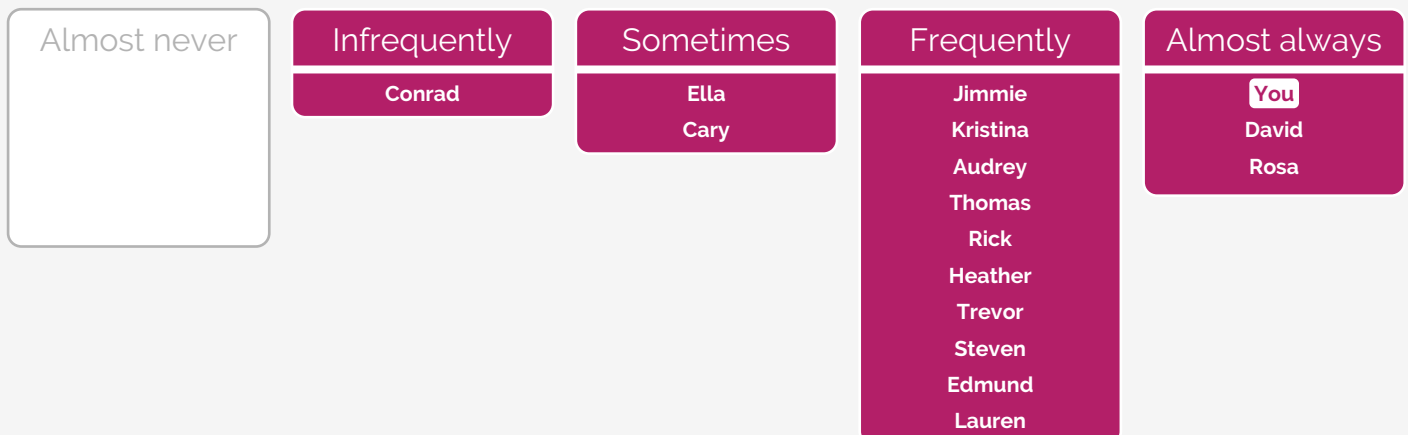 Almost never
Infrequently
Conrad
Sometimes
Ella
Cary
Frequently
Jimmie
Kristina
Audrey
Thomas
Rick
Heather
Trevor
Steven
Edmund
Lauren
Almost always
You
David
Rosa